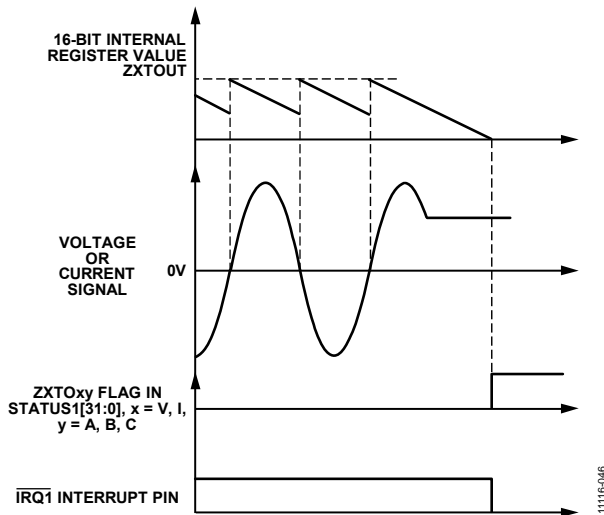 16-BIT INTERNAL
REGISTER VALUE
ZXTOUT
VOLTAGE
OR
CURRENT
SIGNAL
0V
ZXTOxy FLAG IN
STATUS1[31:0], x = V, I,
y = A, B, C
IRQ1 INTERRUPT PIN
11116-046